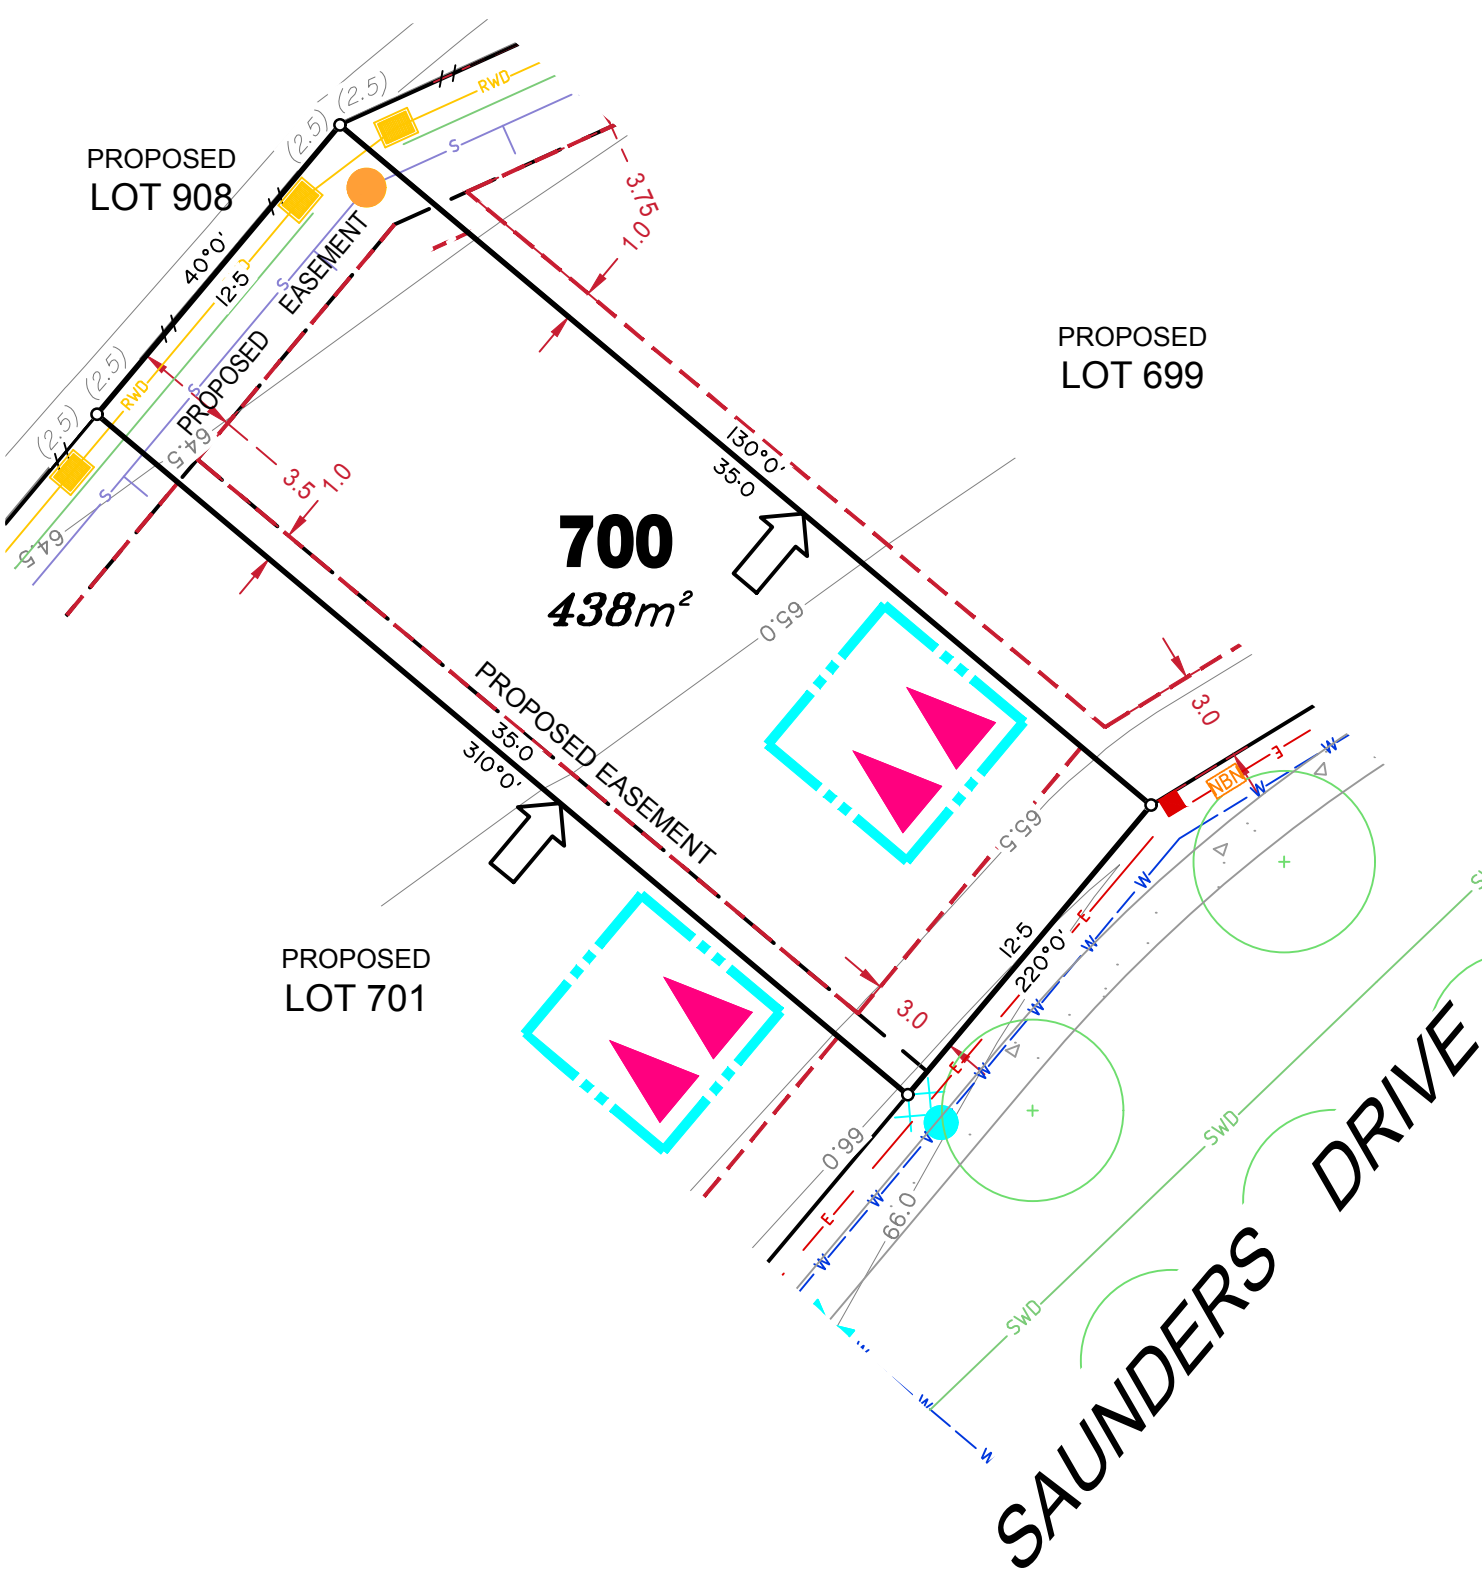 (2.5)
(2.5)
RWD
S
PROPOSED
LOT 908
40°0'
12·5
S
EASEMENT
3.75
1.0
PROPOSED
LOT 699
(2.5)
(2.5)
RWD
S
PROPOSED
64.5
S
64.5
3.5
1.0
130°0'
35·0
700
438m²
65.0
PROPOSED EASEMENT
35·0
310°0'
3.0
E
W
NBN
W
65.5
W
E
W
12·5
220°0'
W
3.0
E
W
PROPOSED
LOT 701
W
66.0
W
66.0
E
W
SWD
SWD
W
W
W
SAUNDERS DRIVE